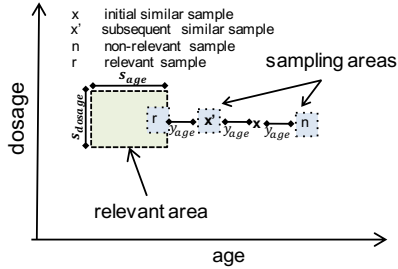 x initial similar sample
x' subsequent similar sample
n non-relevant sample
r relevant sample
sampling areas
s_age
s_dosage
dosage
r
x'
x
n
y_age
y_age
y_age
relevant area
age